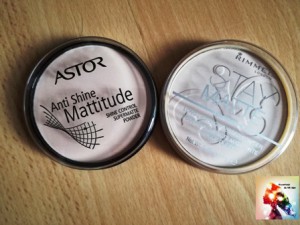 ASTOR
Anti Shine
Mattitude
SHINE CONTROL
SUPERMATTE
POWDER
RIMMEL
STAY